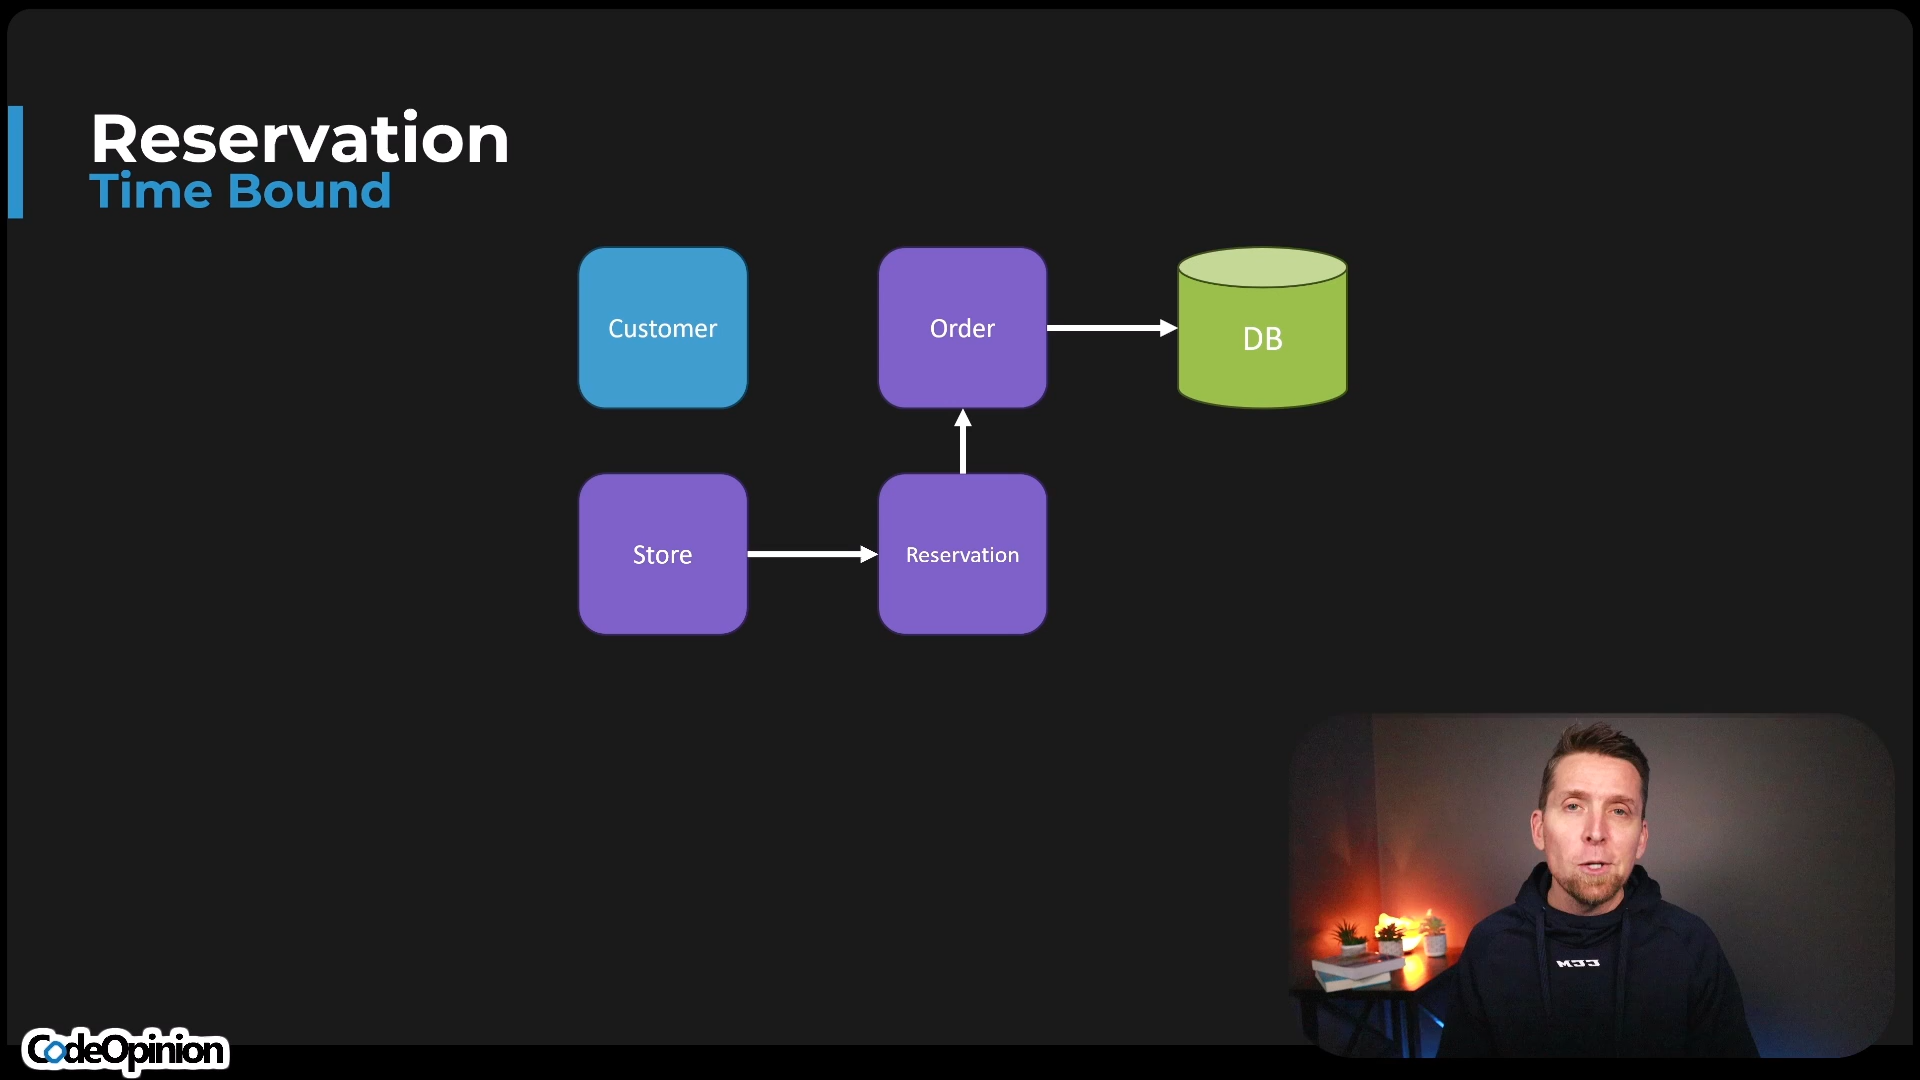 Reservation
Time Bound
Customer
Order
DB
Store
Reservation
CodeOpinion